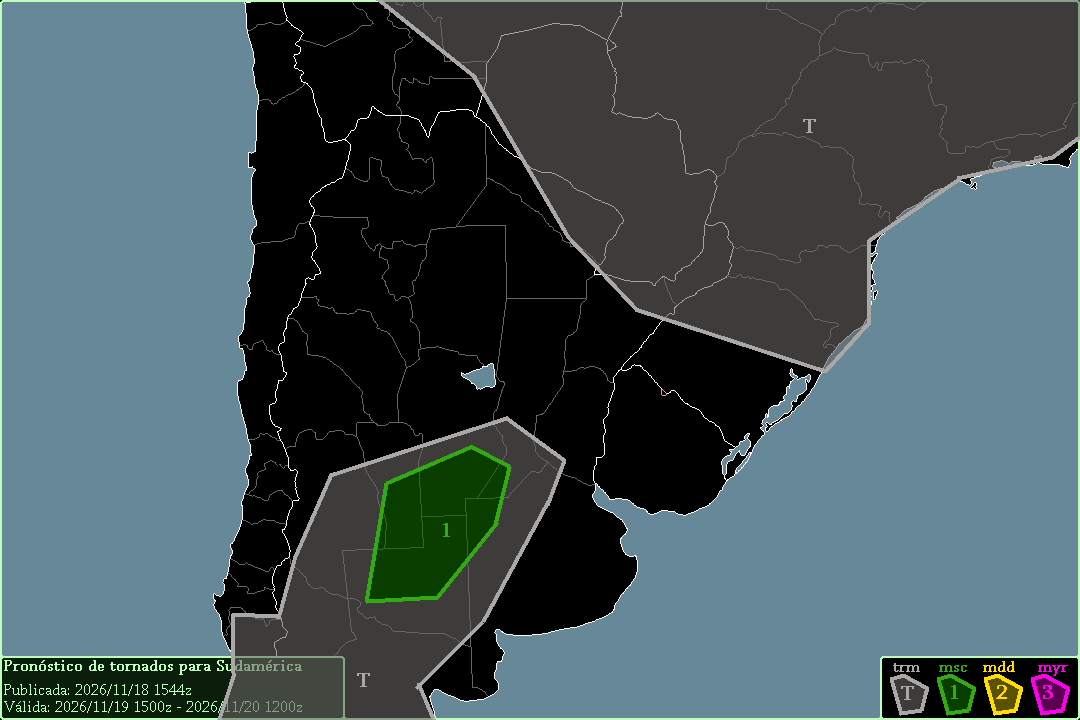 T
1
T
Pronóstico de tornados para Sudamérica
Publicada: 2026/11/18 1544z
Válida: 2026/11/19 1500z - 2026/11/20 1200z
trm msc mdd myr
T 1 2 3